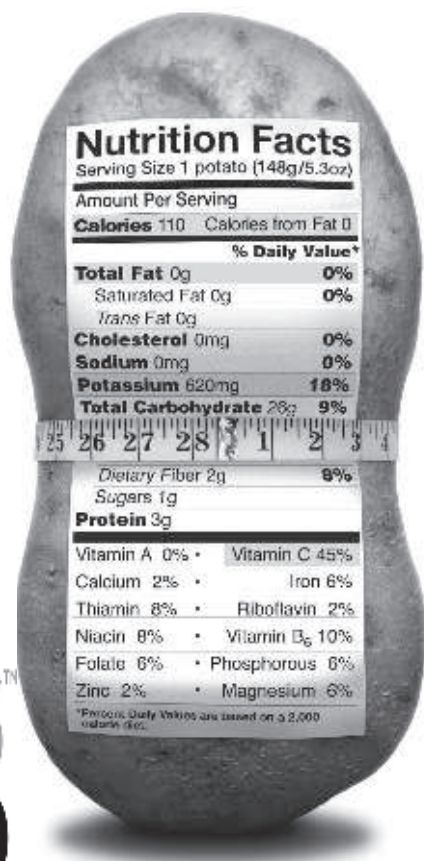 Nutrition Facts
Serving Size 1 potato (148g/5.3oz)
Amount Per Serving
Calories 110 Calories from Fat 0
% Daily Value*
Total Fat 0g 0%
Saturated Fat 0g 0%
Trans Fat 0g
Cholesterol 0mg 0%
Sodium 0mg 0%
Potassium 620mg 18%
Total Carbohydrate 26g 9%
25 26 27 28 1 2 3 4
Dietary Fiber 2g 8%
Sugars 1g
Protein 3g
Vitamin A 0% • Vitamin C 45%
Calcium 2% • Iron 6%
Thiamin 8% • Riboflavin 2%
Niacin 8% • Vitamin B6 10%
Folate 6% • Phosphorous 6%
Zinc 2% • Magnesium 6%
*Percent Daily Values are based on a 2,000
calorie diet.
TM